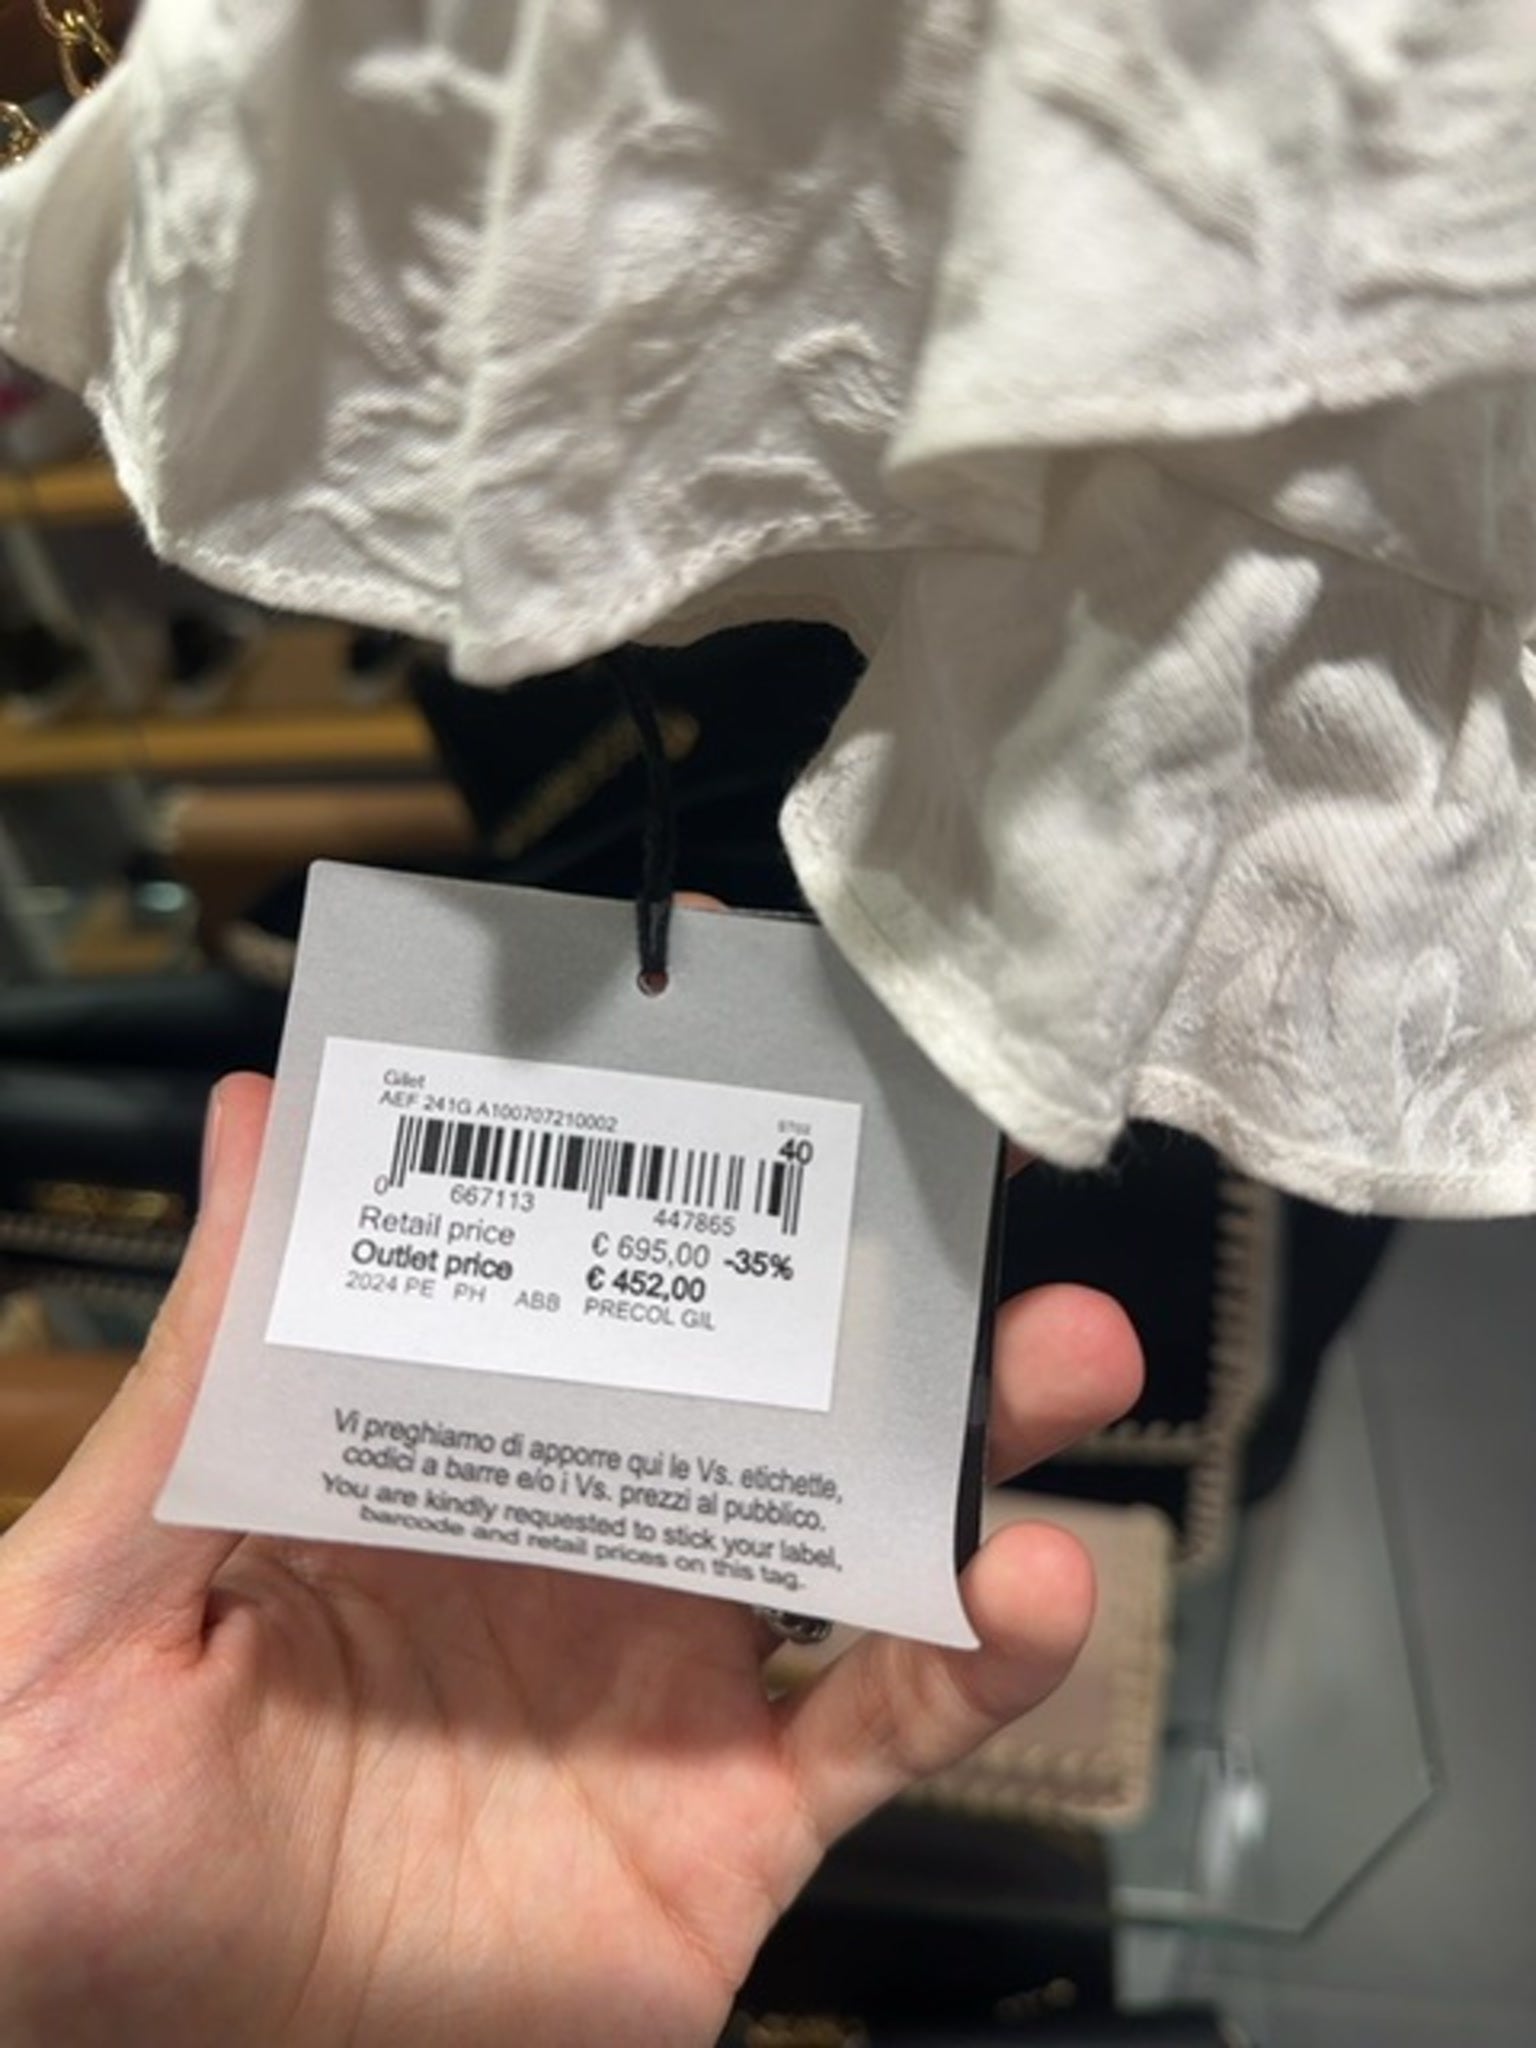 Gilet
AEF 241G A100707210002
40
0 667113 447865
Retail price € 695,00 -35%
Outlet price € 452,00
2024 PE PH ABB PRECOL GIL
Vi preghiamo di apporre qui le Vs. etichette,
codici a barre e/o i Vs. prezzi al pubblico.
You are kindly requested to stick your label,
barcode and retail prices on this tag.